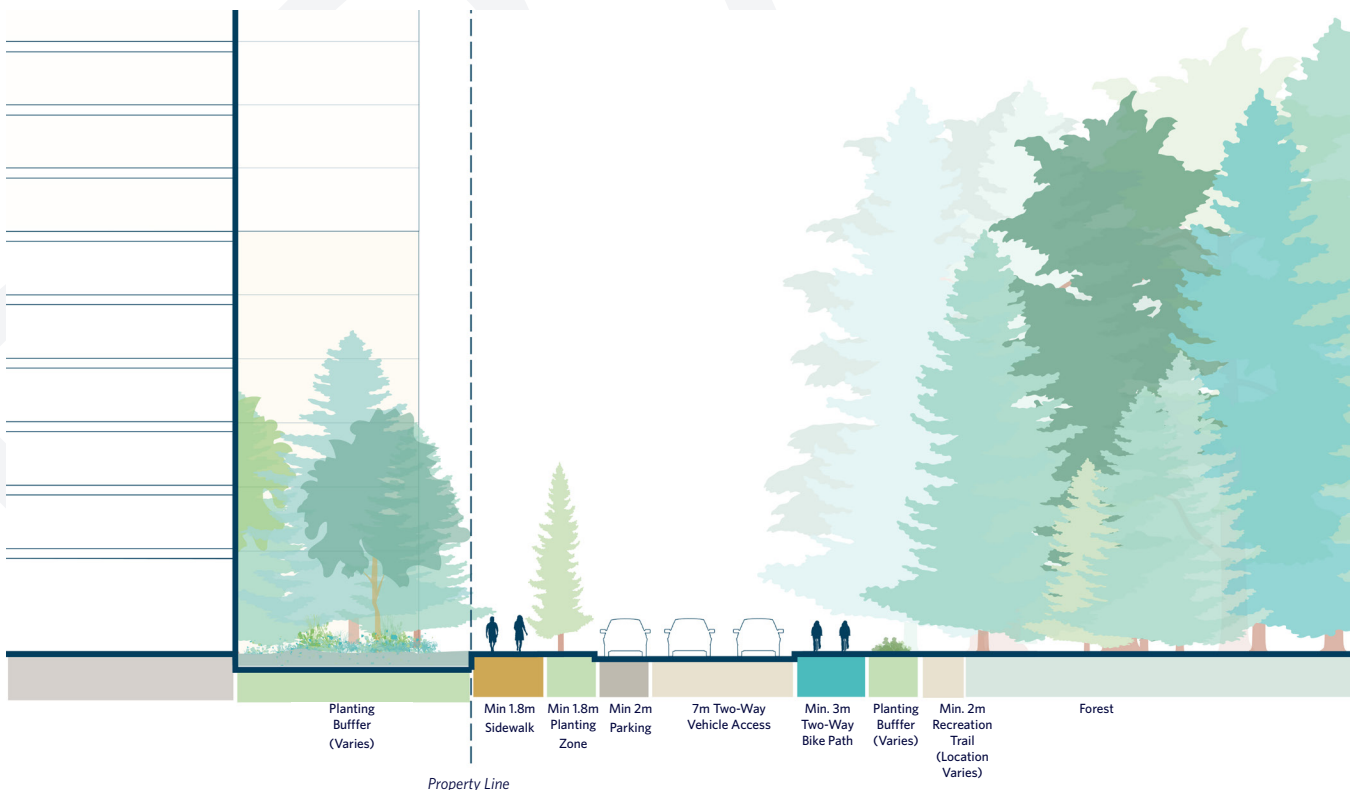 Planting
Bufffer
(Varies)
Min 1.8m
Sidewalk
Min 1.8m
Planting
Zone
Min 2m
Parking
7m Two-Way
Vehicle Access
Min. 3m
Two-Way
Bike Path
Planting
Bufffer
(Varies)
Min. 2m
Recreation
Trail
(Location
Varies)
Forest
Property Line